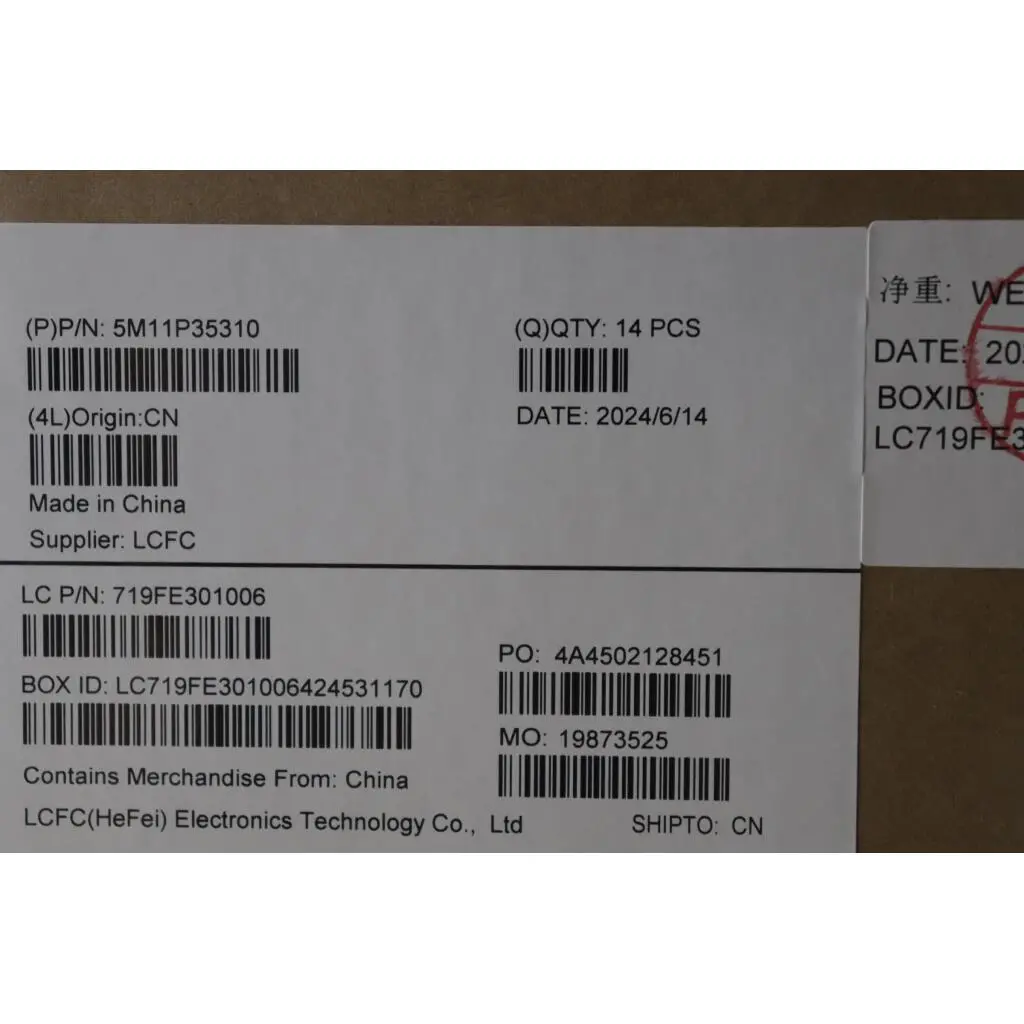 (P)P/N: 5M11P35310
(Q)QTY: 14 PCS
(4L)Origin:CN
DATE: 2024/6/14
Made in China
Supplier: LCFC
LC P/N: 719FE301006
PO: 4A4502128451
BOX ID: LC719FE301006424531170
MO: 19873525
Contains Merchandise From: China
LCFC(HeFei) Electronics Technology Co., Ltd
SHIPTO: CN
净重:
DATE:
BOXID: